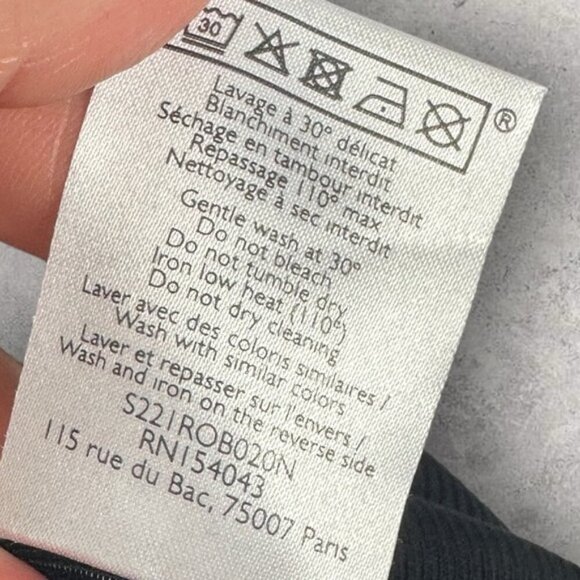 30
®
Lavage à 30° délicat
Blanchiment interdit
Séchage en tambour interdit
Repassage 110° max
Nettoyage à sec interdit
Gentle wash at 30°
Do not bleach
Do not tumble dry
Iron low heat (110°)
Do not dry cleaning
Laver avec des coloris similaires /
Wash with similar colors
Laver et repasser sur l'envers /
Wash and iron on the reverse side
S221ROB020N
RN154043
115 rue du Bac, 75007 Paris